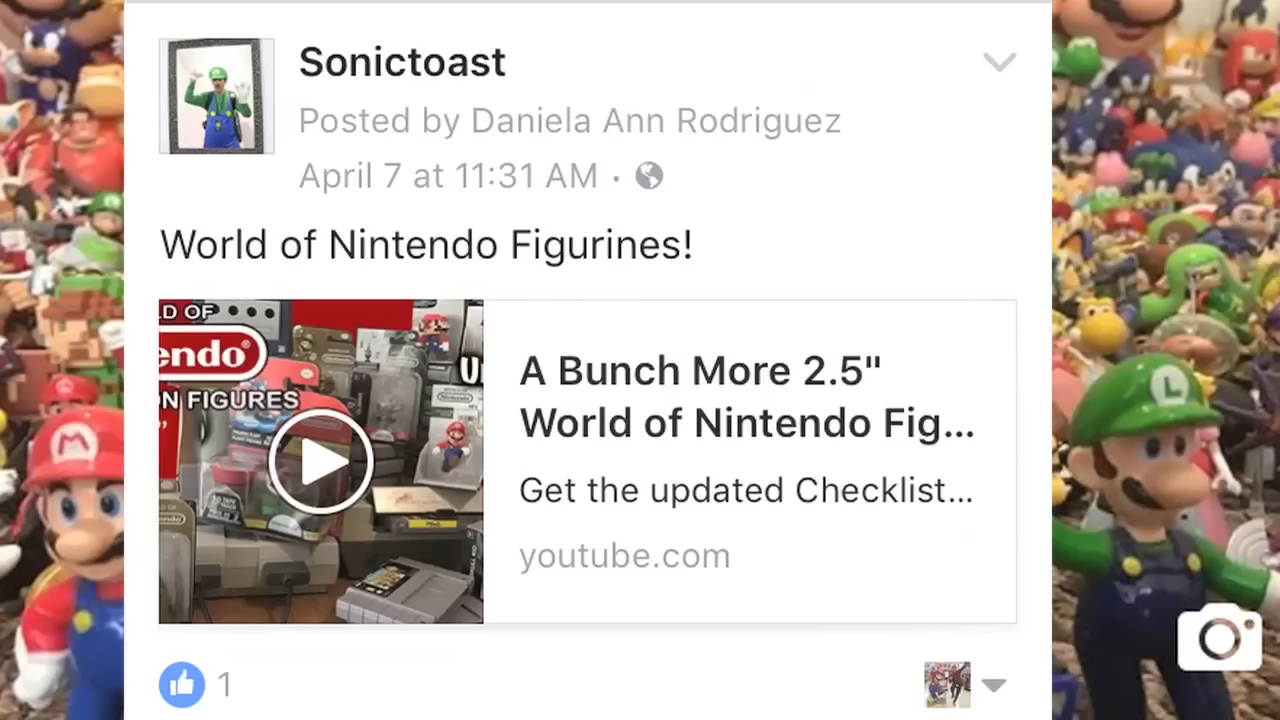 Sonictoast
Posted by Daniela Ann Rodriguez
April 7 at 11:31 AM ·
World of Nintendo Figurines!
LD OF
endo®
N FIGURES
A Bunch More 2.5"
World of Nintendo Fig...
Get the updated Checklist...
youtube.com
1
M
L